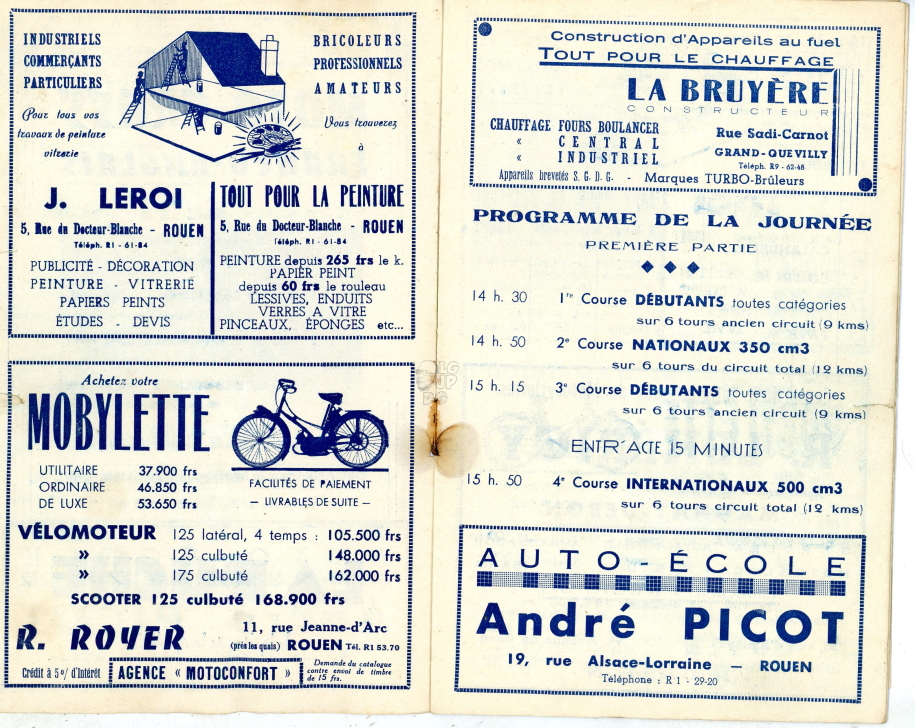 INDUSTRIELS
COMMERÇANTS
PARTICULIERS
Pour tous vos
travaux de peinture
vitrerie
BRICOLEURS
PROFESSIONNELS
AMATEURS
Vous trouverez
à
J. LEROI
5, Rue du Docteur-Blanche - ROUEN
Téléph. R1 - 61-84
PUBLICITÉ - DÉCORATION
PEINTURE - VITRERIÉ
PAPIERS PEINTS
ÉTUDES - DEVIS
TOUT POUR LA PEINTURE
5, Rue du Docteur-Blanche - ROUEN
Téléph. R1 - 61-84
PEINTURE depuis 265 frs le k.
PAPIER PEINT
depuis 60 frs le rouleau
LESSIVES, ENDUITS
VERRES A VITRE
PINCEAUX, ÉPONGES etc...
Achetez votre
MOBYLETTE
UTILITAIRE 37.900 frs
ORDINAIRE 46.850 frs
DE LUXE 53.650 frs
FACILITÉS DE PAIEMENT
— LIVRABLES DE SUITE —
VÉLOMOTEUR 125 latéral, 4 temps : 105.500 frs
» 125 culbuté 148.000 frs
» 175 culbuté 162.000 frs
SCOOTER 125 culbuté 168.900 frs
R. ROYER
11, rue Jeanne-d'Arc
(près les quais) ROUEN Tél. R1 53.70
Crédit à 5% d'Intérêt
AGENCE « MOTOCONFORT »
Demande du catalogue
contre envoi de timbre
de 15 frs.
Construction d'Appareils au fuel
TOUT POUR LE CHAUFFAGE
LA BRUYÈRE
CONSTRUCTEUR
CHAUFFAGE FOURS BOULANGER
« CENTRAL
« INDUSTRIEL
Rue Sadi-Carnot
GRAND-QUEVILLY
Téléph. R9 - 62-48
Appareils brevetés S. G. D. G. - Marques TURBO-Brûleurs
PROGRAMME DE LA JOURNÉE
PREMIÈRE PARTIE
14 h. 30 1re Course DÉBUTANTS toutes catégories
sur 6 tours ancien circuit (9 kms)
14 h. 50 2e Course NATIONAUX 350 cm3
sur 6 tours du circuit total (12 kms)
15 h. 15 3e Course DÉBUTANTS toutes catégories
sur 6 tours ancien circuit (9 kms)
ENTR'ACTE 15 MINUTES
15 h. 50 4e Course INTERNATIONAUX 500 cm3
sur 6 tours circuit total (12 kms)
AUTO-ÉCOLE
André PICOT
19, rue Alsace-Lorraine — ROUEN
Téléphone : R 1 - 29-20